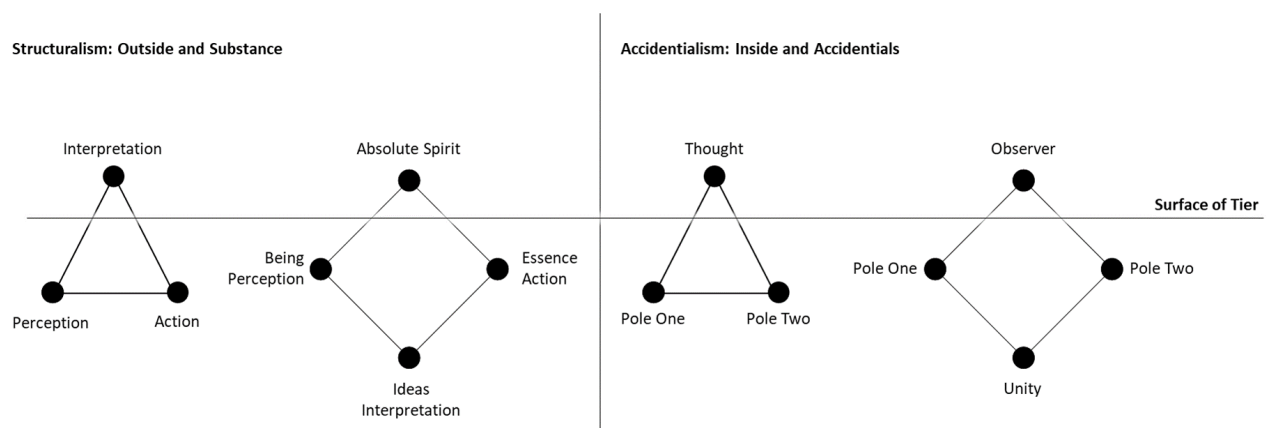 Structuralism: Outside and Substance
Interpretation
Perception
Action
Absolute Spirit
Being
Perception
Essence
Action
Ideas
Interpretation
Accidentialism: Inside and Accidentials
Thought
Pole One
Pole Two
Observer
Surface of Tier
Pole One
Pole Two
Unity